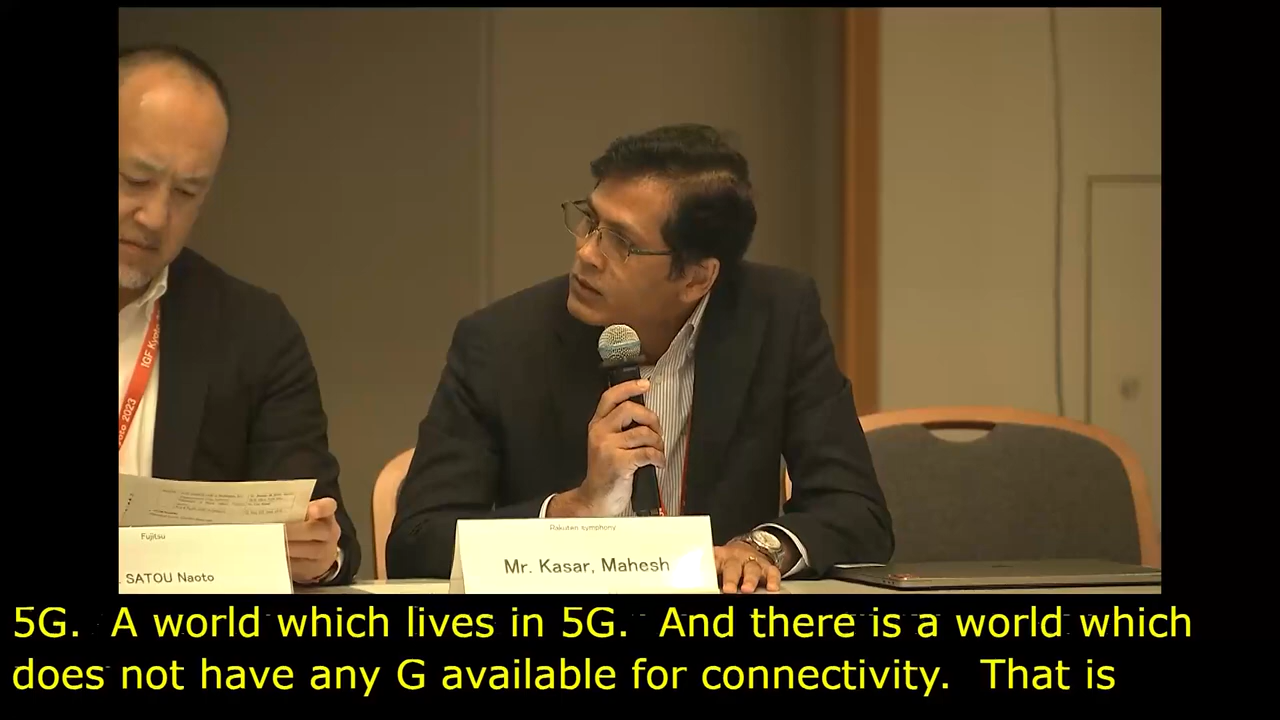 IGF Kyoto 2023
Fujitsu
. SATOU Naoto
Rakuten symphony
Mr. Kasar, Mahesh
5G.  A world which lives in 5G.  And there is a world which
does not have any G available for connectivity.  That is